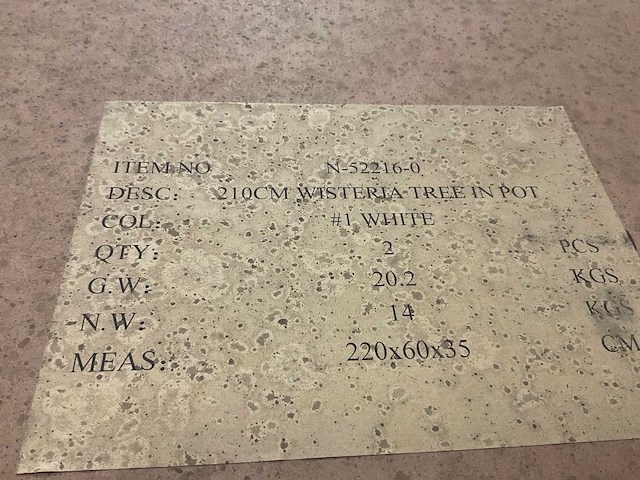 ITEM NO N-52216-0
DESC: 210CM WISTERIA TREE IN POT
COL: #1 WHITE
QTY: 2 PCS
G.W: 20.2 KGS
N.W: 14 KGS
MEAS: 220x60x35 CM